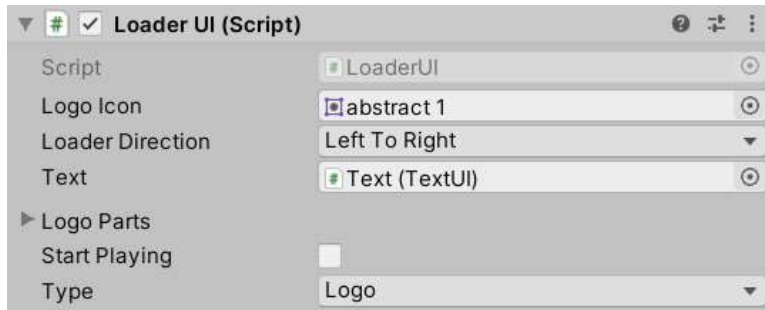 Loader UI (Script)
Script LoaderUI
Logo Icon abstract 1
Loader Direction Left To Right
Text Text (TextUI)
Logo Parts
Start Playing
Type Logo